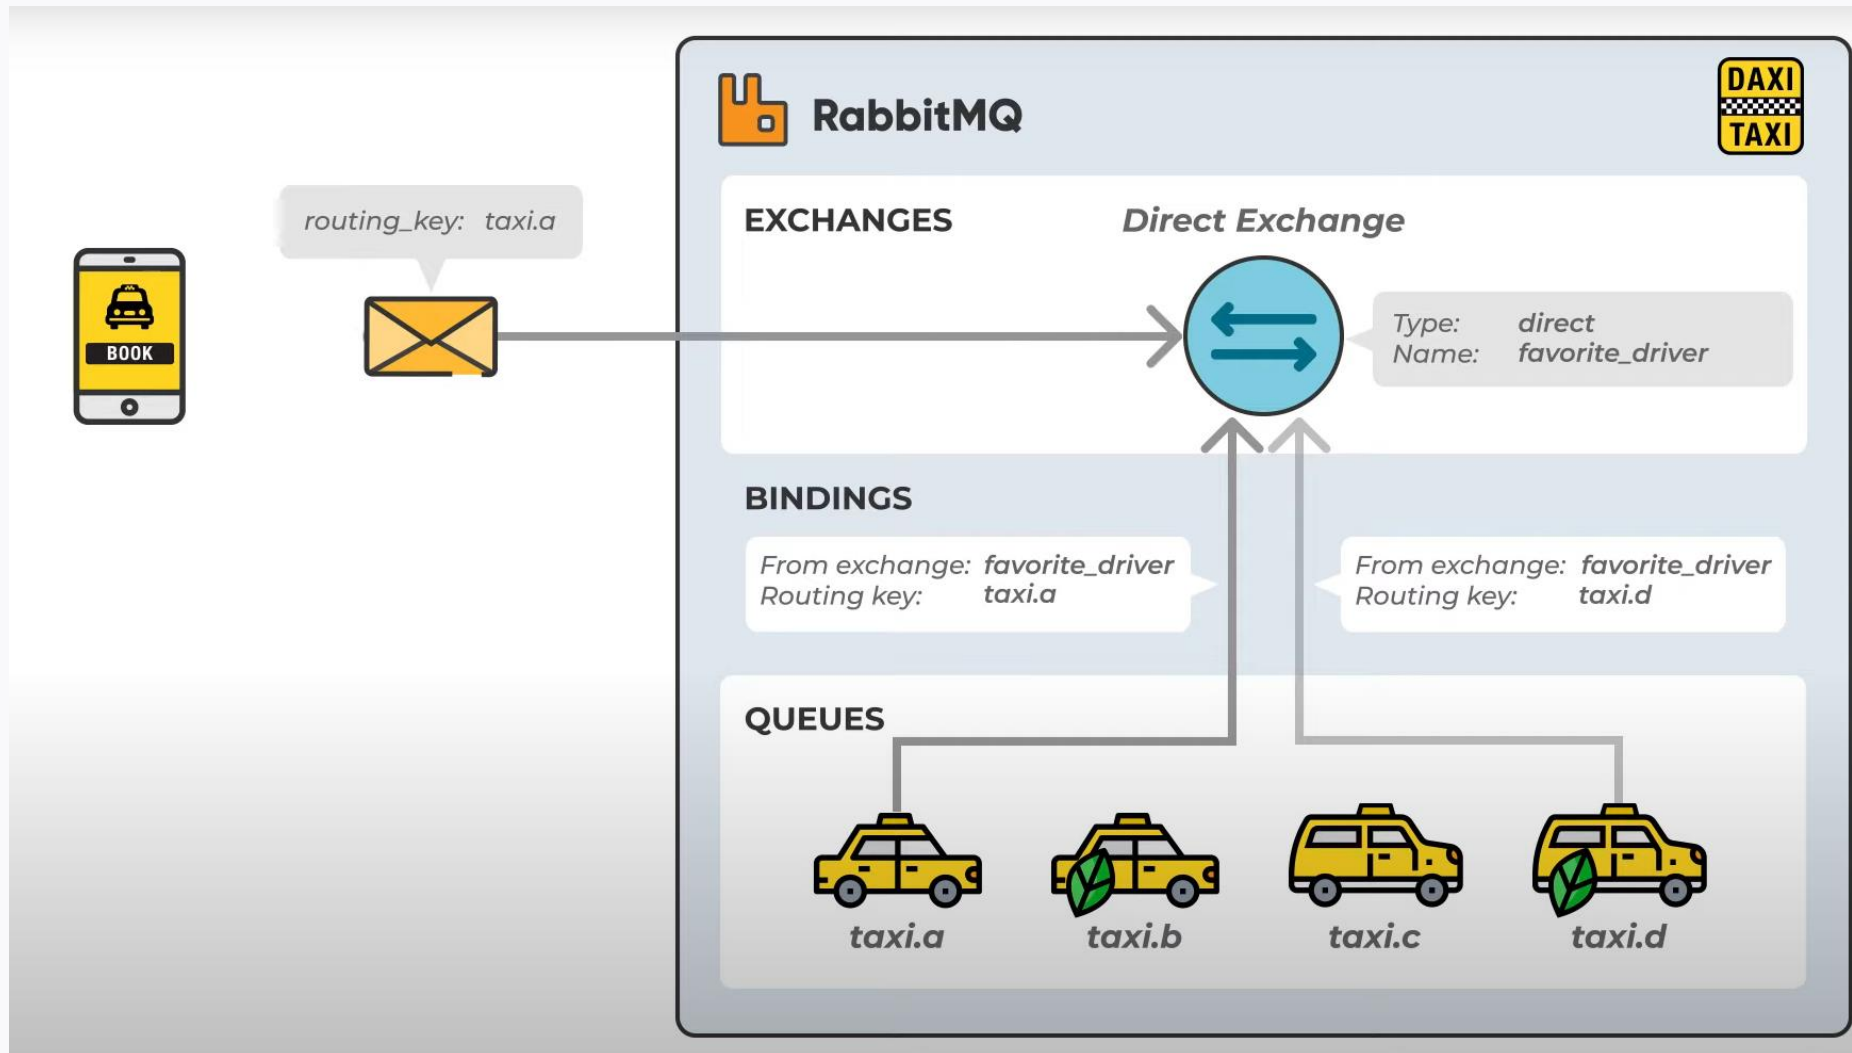 RabbitMQ
DAXI
TAXI
routing_key: taxi.a
BOOK
EXCHANGES
Direct Exchange
Type: direct
Name: favorite_driver
BINDINGS
From exchange: favorite_driver
Routing key: taxi.a
From exchange: favorite_driver
Routing key: taxi.d
QUEUES
taxi.a
taxi.b
taxi.c
taxi.d